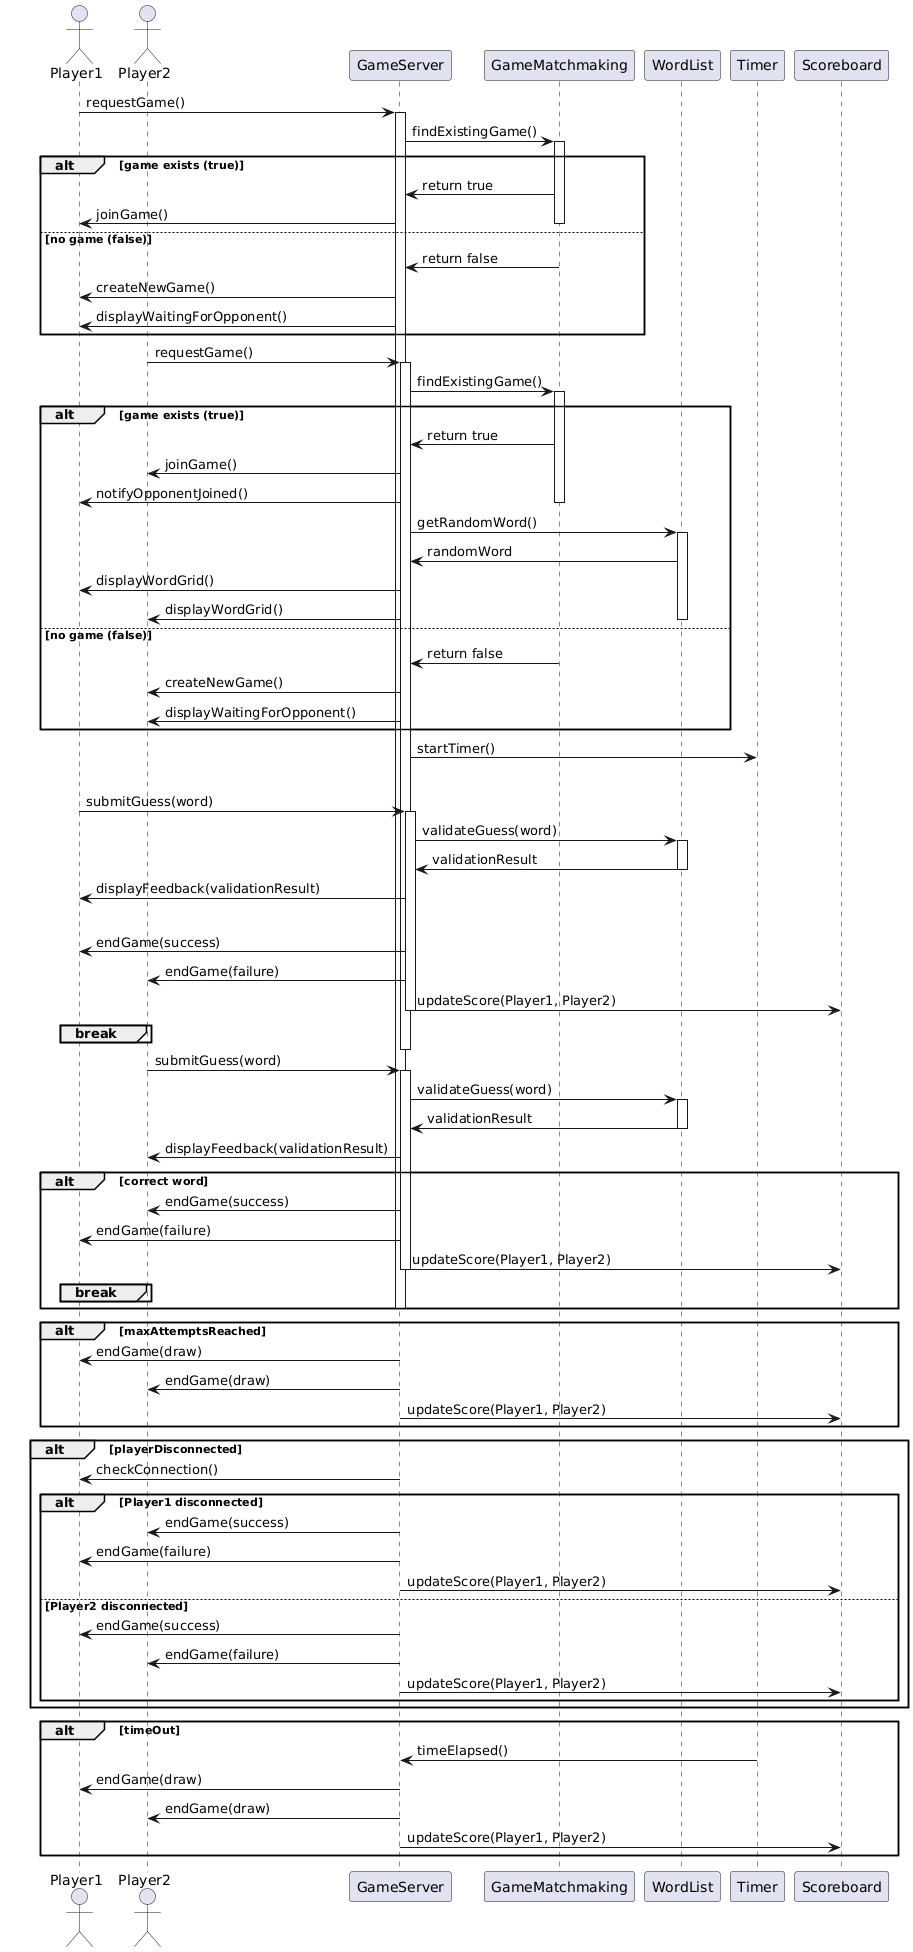 Player1 Player2 GameServer GameMatchmaking WordList Timer Scoreboard
requestGame()
findExistingGame()
alt [game exists (true)]
return true
joinGame()
[no game (false)]
return false
createNewGame()
displayWaitingForOpponent()
requestGame()
findExistingGame()
alt [game exists (true)]
return true
joinGame()
notifyOpponentJoined()
getRandomWord()
randomWord
displayWordGrid()
displayWordGrid()
[no game (false)]
return false
createNewGame()
displayWaitingForOpponent()
startTimer()
submitGuess(word)
validateGuess(word)
validationResult
displayFeedback(validationResult)
endGame(success)
endGame(failure)
updateScore(Player1, Player2)
break
submitGuess(word)
validateGuess(word)
validationResult
displayFeedback(validationResult)
alt [correct word]
endGame(success)
endGame(failure)
updateScore(Player1, Player2)
break
alt [maxAttemptsReached]
endGame(draw)
endGame(draw)
updateScore(Player1, Player2)
alt [playerDisconnected]
checkConnection()
alt [Player1 disconnected]
endGame(success)
endGame(failure)
updateScore(Player1, Player2)
[Player2 disconnected]
endGame(success)
endGame(failure)
updateScore(Player1, Player2)
alt [timeOut]
timeElapsed()
endGame(draw)
endGame(draw)
updateScore(Player1, Player2)
Player1 Player2 GameServer GameMatchmaking WordList Timer Scoreboard